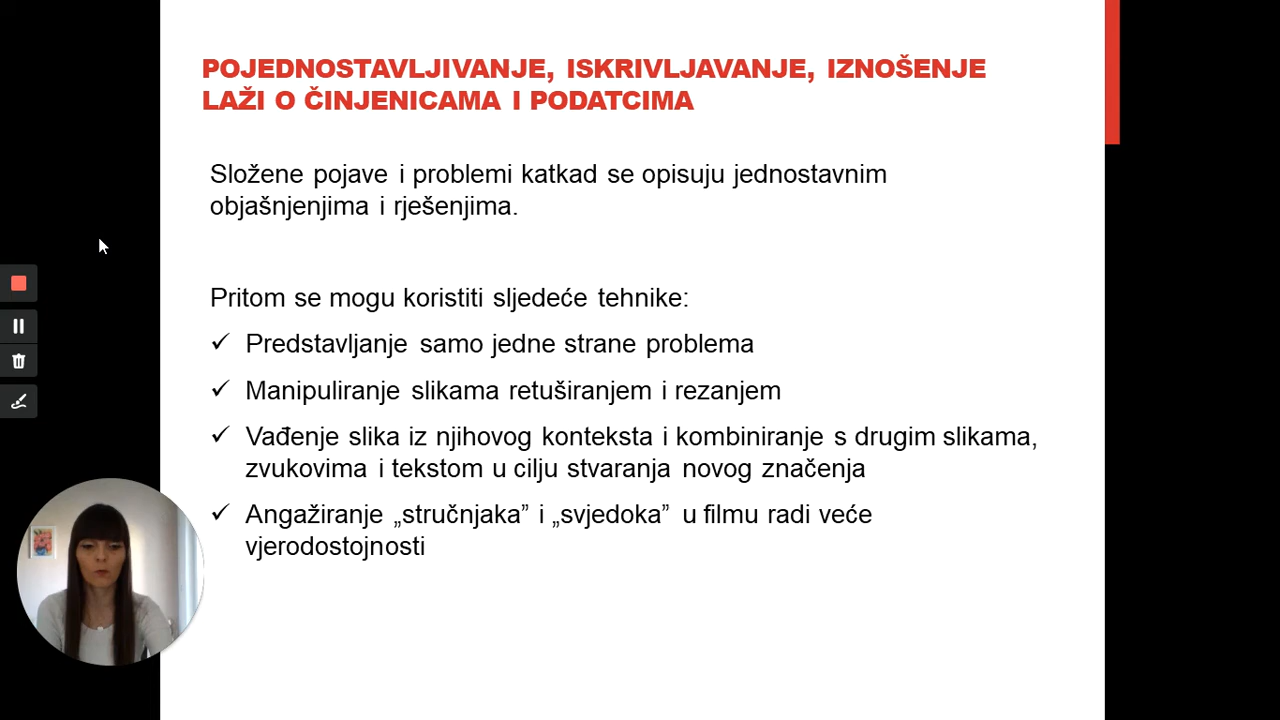 POJEDNOSTAVLJIVANJE, ISKRIVLJAVANJE, IZNOŠENJE
LAŽI O ČINJENICAMA I PODATCIMA
Složene pojave i problemi katkad se opisuju jednostavnim
objašnjenjima i rješenjima.
Pritom se mogu koristiti sljedeće tehnike:
✓ Predstavljanje samo jedne strane problema
✓ Manipuliranje slikama retuširanjem i rezanjem
✓ Vađenje slika iz njihovog konteksta i kombiniranje s drugim slikama,
zvukovima i tekstom u cilju stvaranja novog značenja
✓ Angažiranje „stručnjaka” i „svjedoka” u filmu radi veće
vjerodostojnosti